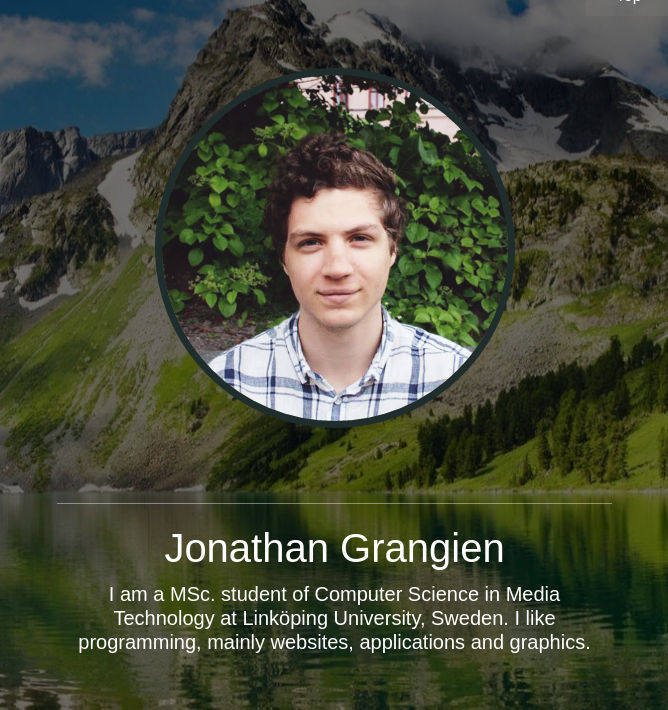 Jonathan Grangien
I am a MSc. student of Computer Science in Media
Technology at Linköping University, Sweden. I like
programming, mainly websites, applications and graphics.